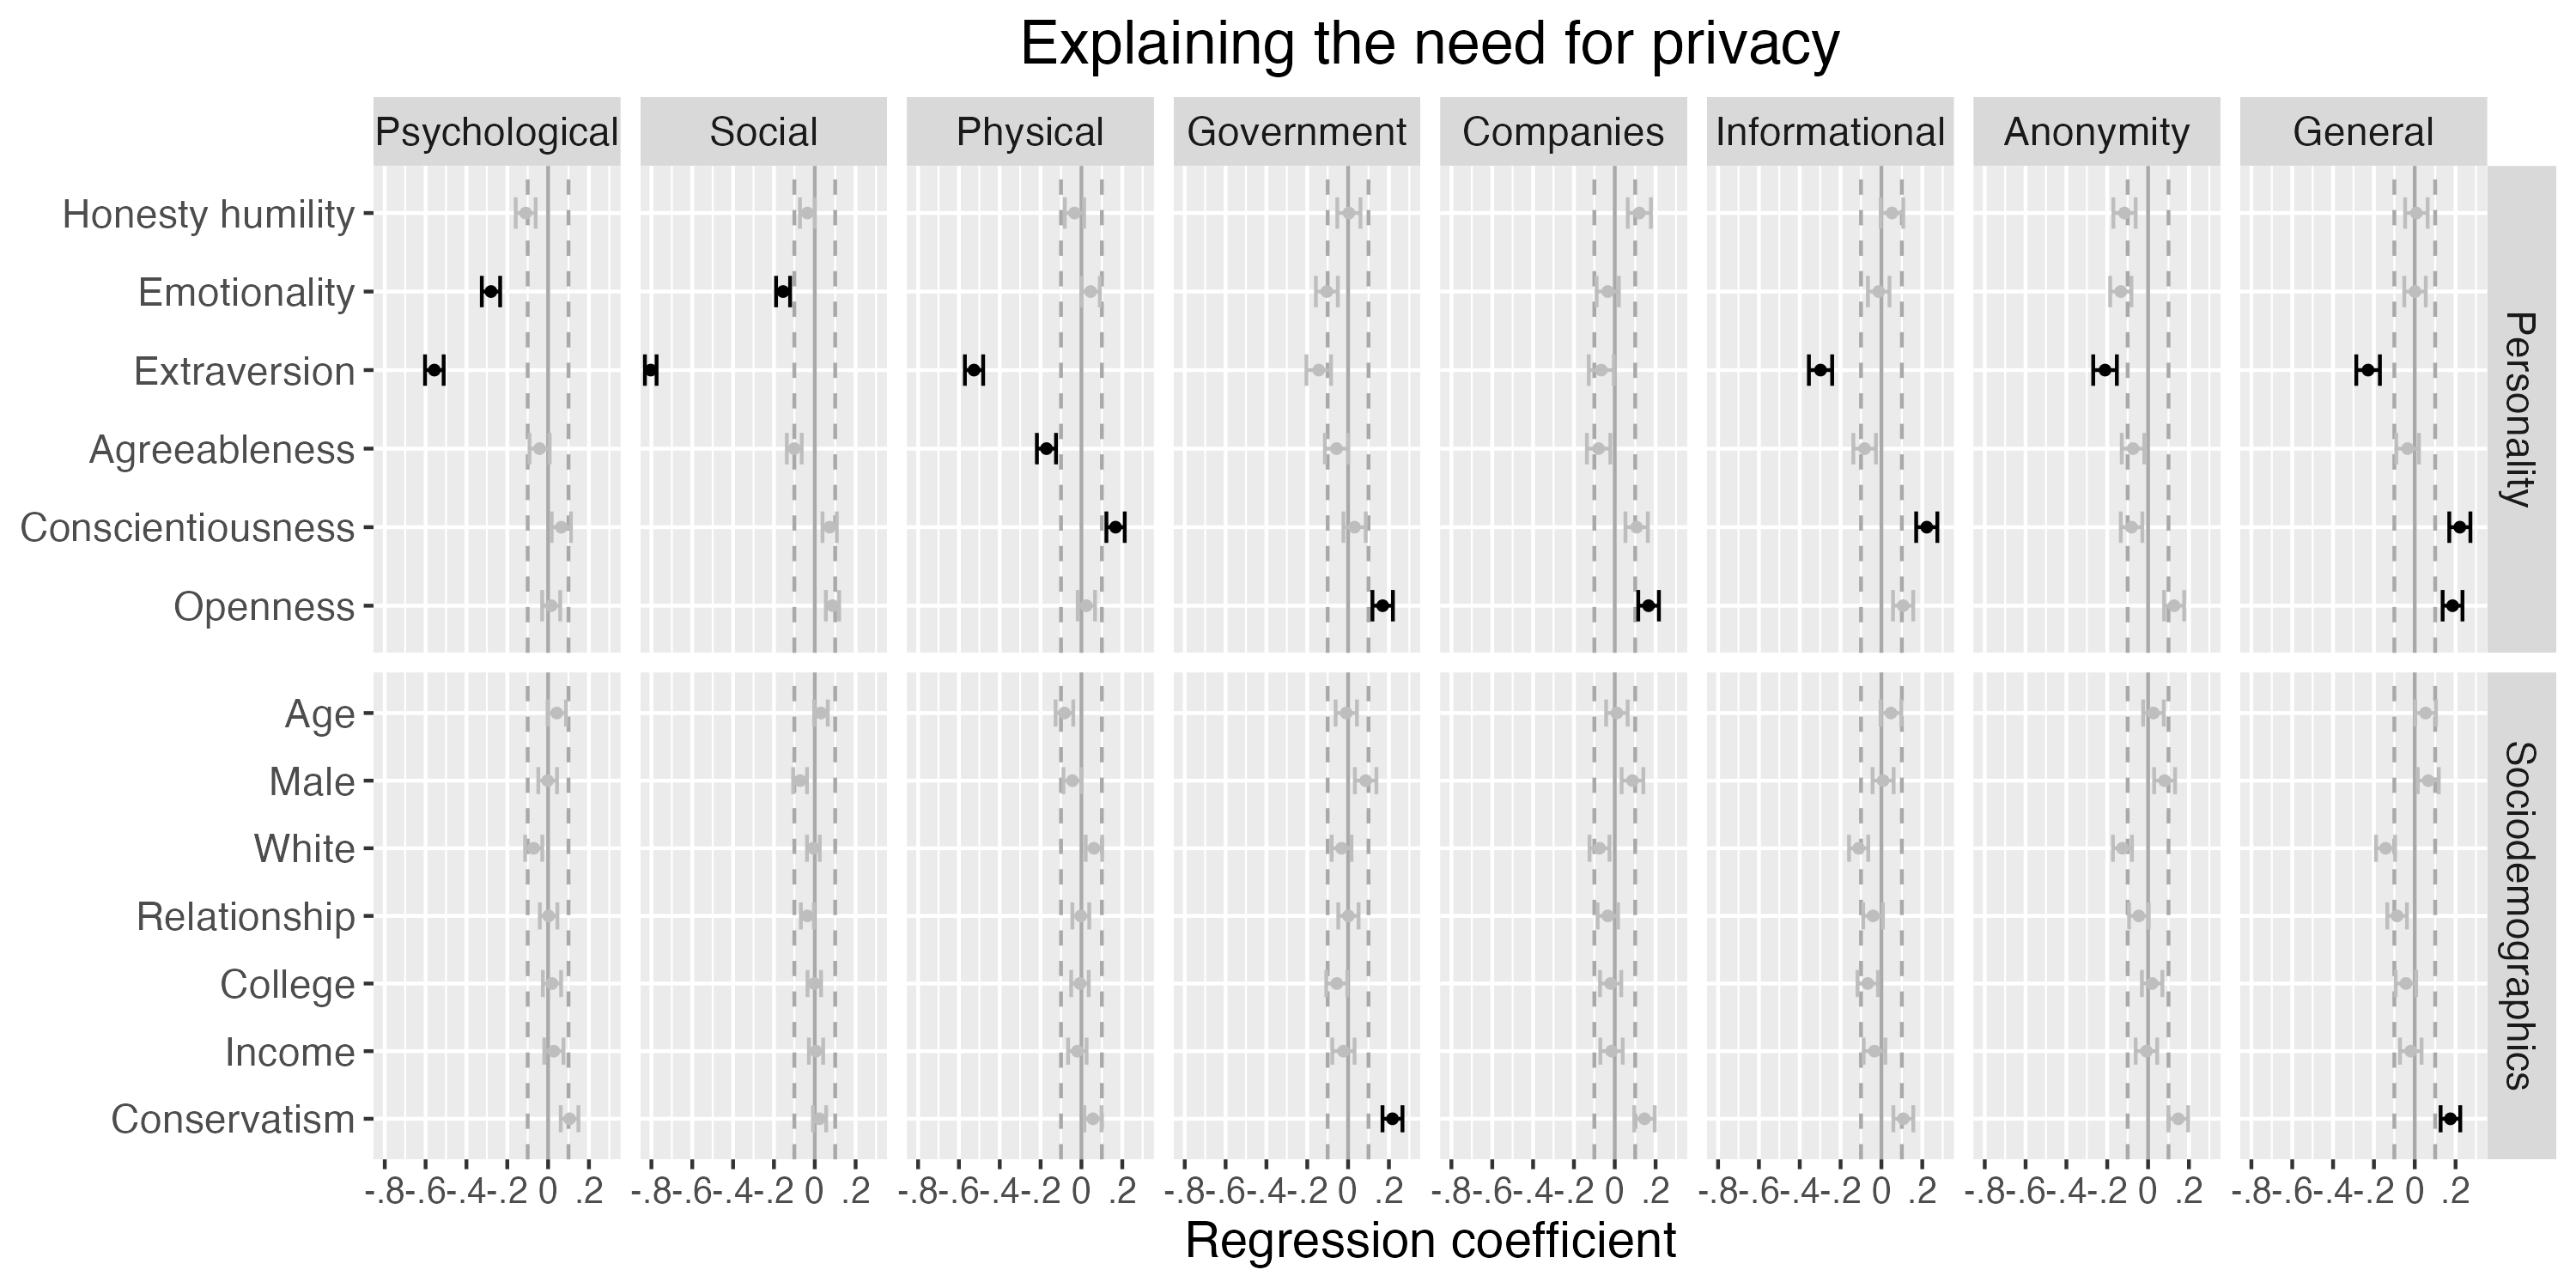 Explaining the need for privacy
Psychological Social Physical Government Companies Informational Anonymity General
Honesty humility
Emotionality
Extraversion
Agreeableness
Conscientiousness
Openness
Personality
Age
Male
White
Relationship
College
Income
Conservatism
Sociodemographics
-.8 -.6 -.4 -.2 0 .2 -.8 -.6 -.4 -.2 0 .2 -.8 -.6 -.4 -.2 0 .2 -.8 -.6 -.4 -.2 0 .2 -.8 -.6 -.4 -.2 0 .2 -.8 -.6 -.4 -.2 0 .2 -.8 -.6 -.4 -.2 0 .2 -.8 -.6 -.4 -.2 0 .2
Regression coefficient